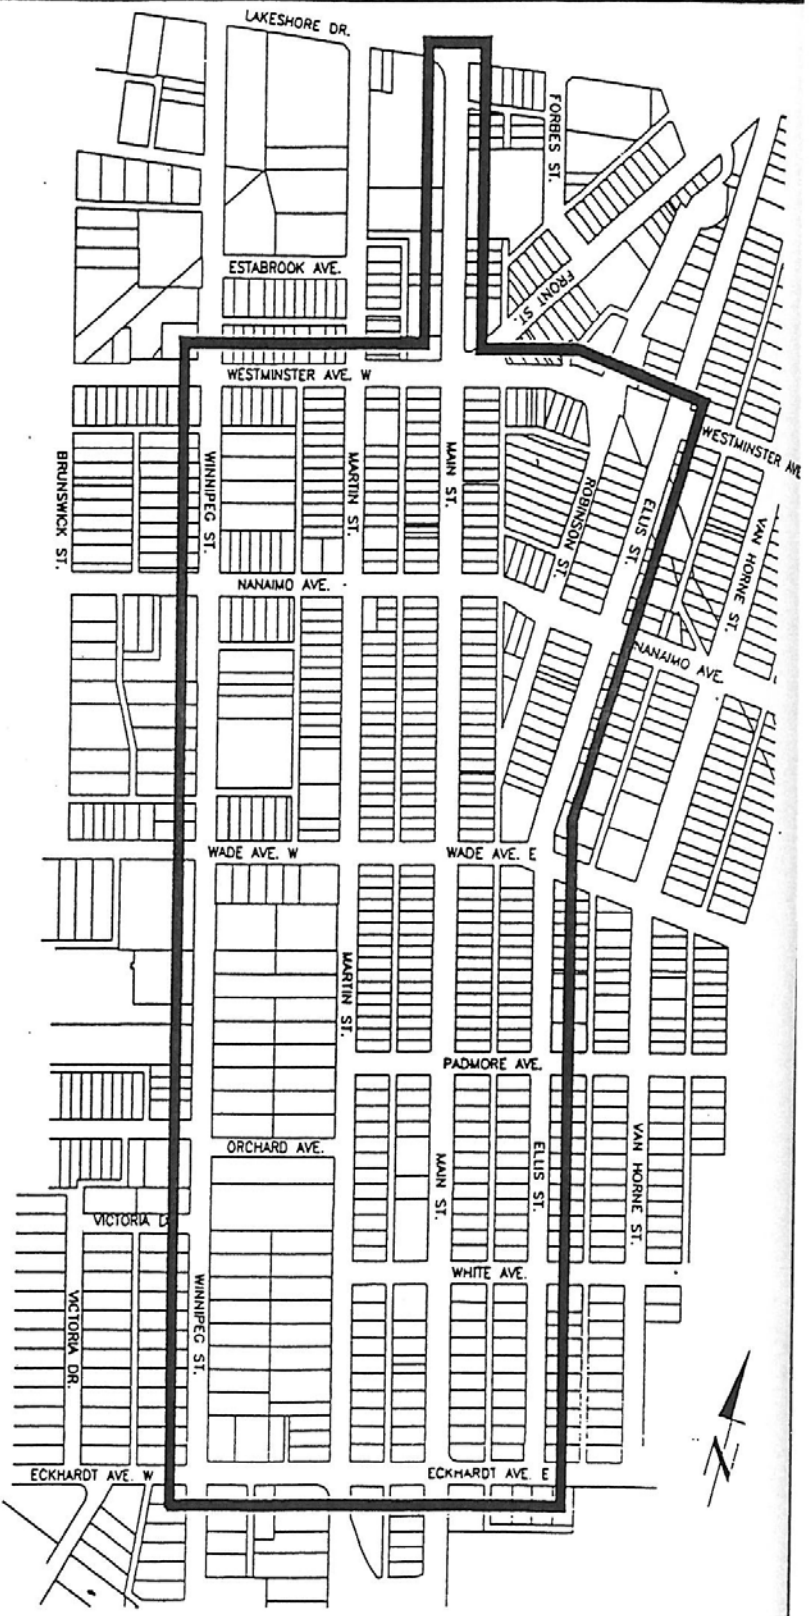 LAKESHORE DR.
FORBES ST.
ESTABROOK AVE.
FRONT ST.
WESTMINSTER AVE. W
WESTMINSTER AVE
BRUNSWICK ST.
WINNIPEG ST.
MARTIN ST.
MAIN ST.
ROBINSON ST.
ELLIS ST.
VAN HORNE ST.
NANAIMO AVE.
NANAIMO AVE.
WADE AVE. W
WADE AVE. E
MARTIN ST.
PADMORE AVE.
ORCHARD AVE.
MAIN ST.
ELLIS ST.
VAN HORNE ST.
VICTORIA
WHITE AVE.
VICTORIA DR.
WINNIPEG ST.
ECKHARDT AVE. W
ECKHARDT AVE. E
N